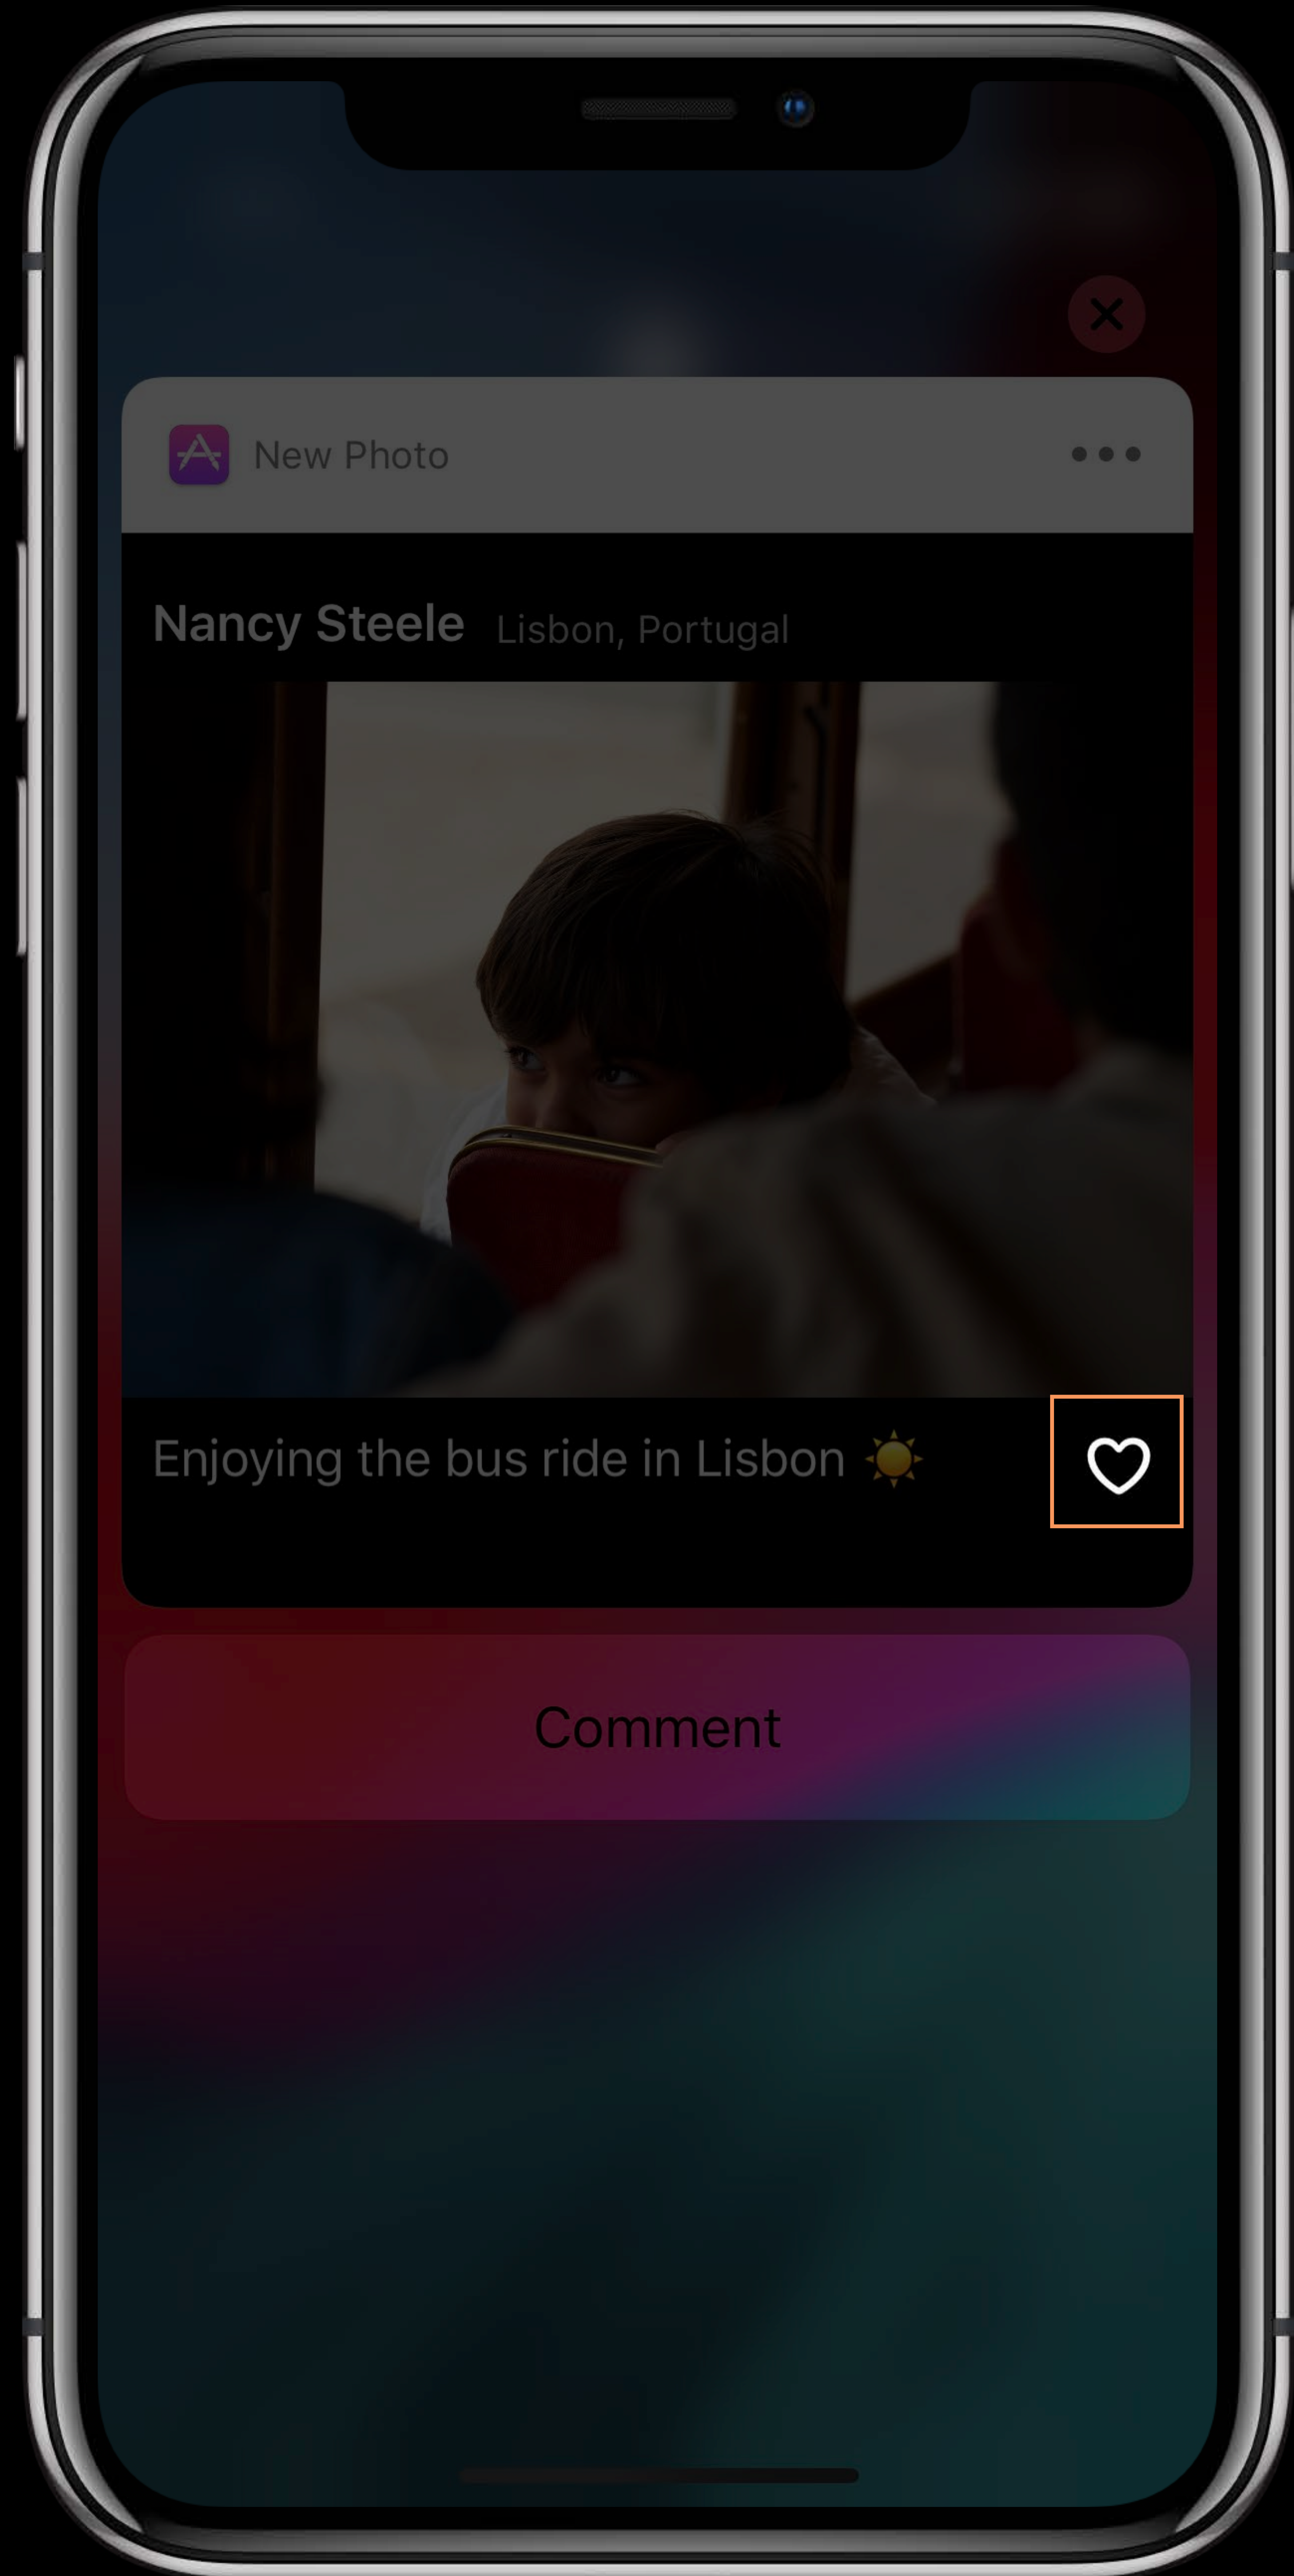 New Photo
Nancy Steele Lisbon, Portugal
Enjoying the bus ride in Lisbon ☀️
Comment